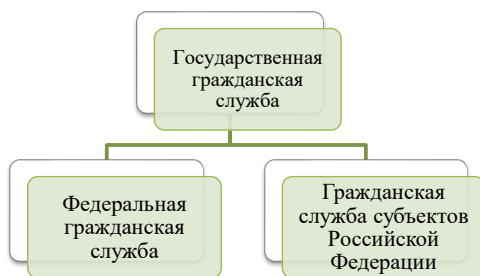 Государственная
гражданская
служба
Федеральная
гражданская
служба
Гражданская
служба субъектов
Российской
Федерации